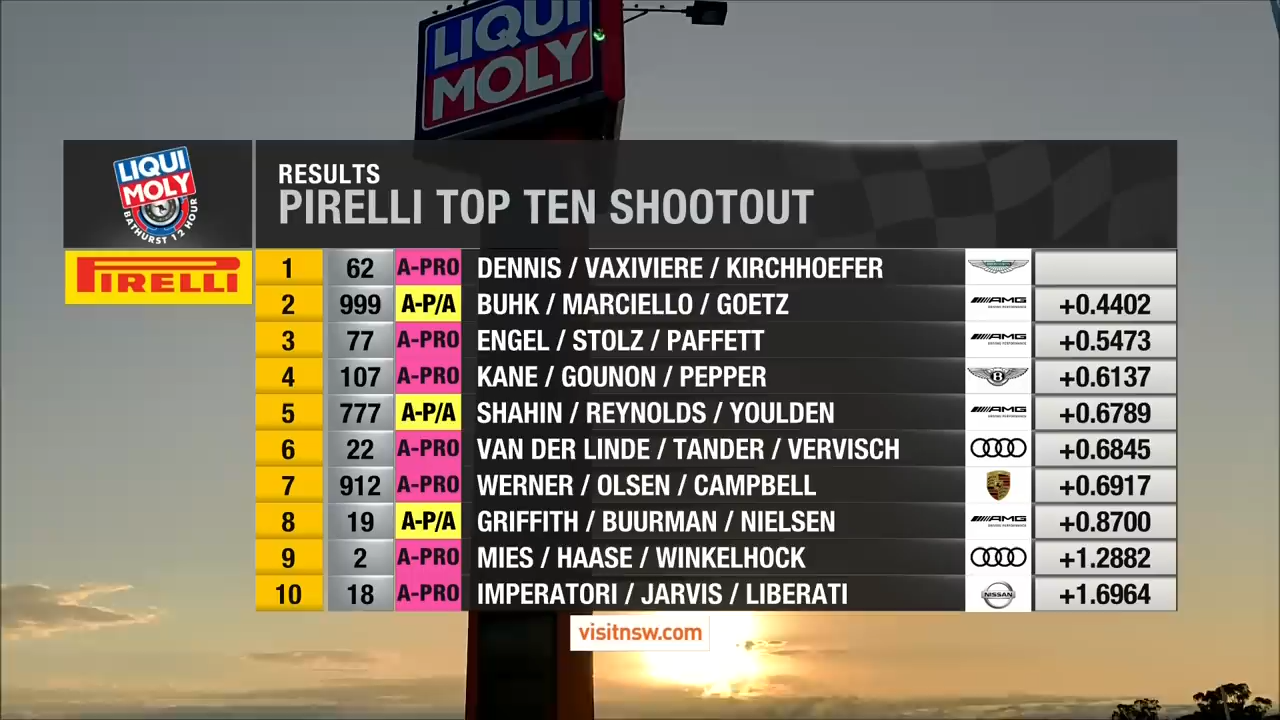 LIQUI
MOLY
LIQUI
MOLY
BATHURST 12 HOUR
RESULTS
PIRELLI TOP TEN SHOOTOUT
PIRELLI
1 62 A-PRO DENNIS / VAXIVIERE / KIRCHHOEFER
2 999 A-P/A BUHK / MARCIELLO / GOETZ AMG +0.4402
3 77 A-PRO ENGEL / STOLZ / PAFFETT AMG +0.5473
4 107 A-PRO KANE / GOUNON / PEPPER B +0.6137
5 777 A-P/A SHAHIN / REYNOLDS / YOULDEN AMG +0.6789
6 22 A-PRO VAN DER LINDE / TANDER / VERVISCH +0.6845
7 912 A-PRO WERNER / OLSEN / CAMPBELL +0.6917
8 19 A-P/A GRIFFITH / BUURMAN / NIELSEN AMG +0.8700
9 2 A-PRO MIES / HAASE / WINKELHOCK +1.2882
10 18 A-PRO IMPERATORI / JARVIS / LIBERATI NISSAN +1.6964
visitnsw.com